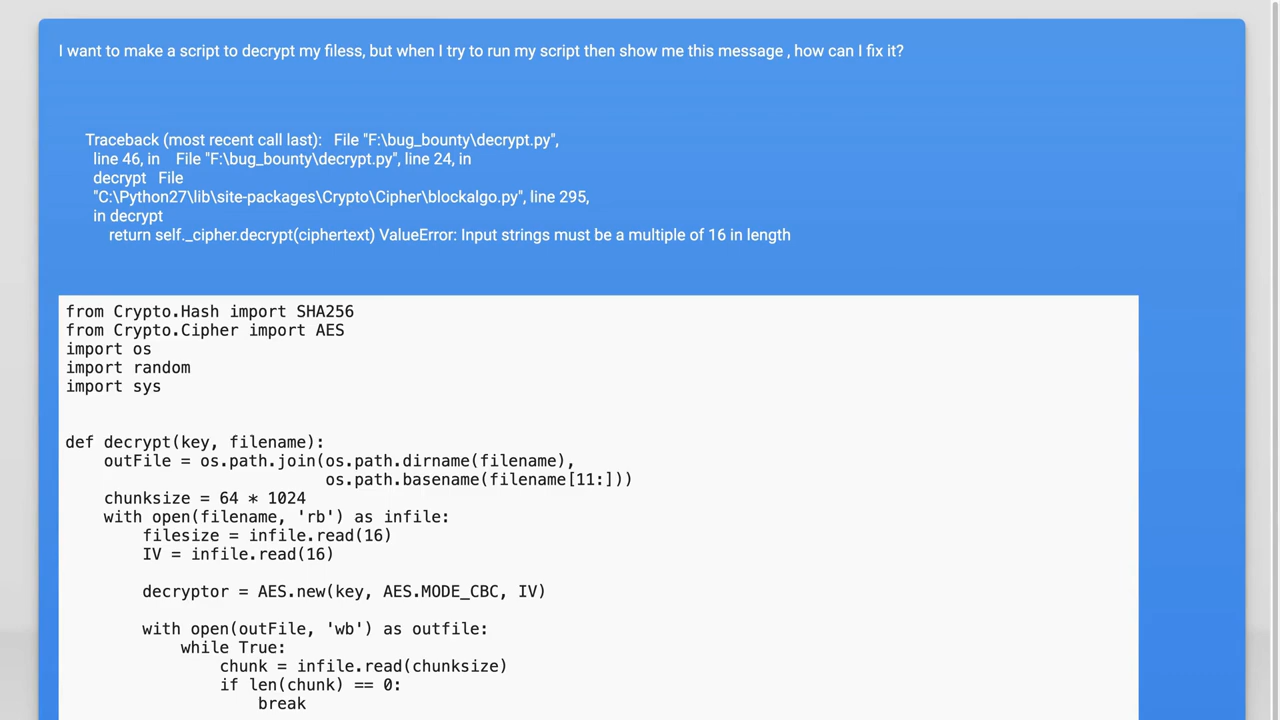 I want to make a script to decrypt my filess, but when I try to run my script then show me this message , how can I fix it?
Traceback (most recent call last):   File "F:\bug_bounty\decrypt.py",
line 46, in    File "F:\bug_bounty\decrypt.py", line 24, in
decrypt   File
"C:\Python27\lib\site-packages\Crypto\Cipher\blockalgo.py", line 295,
in decrypt
return self._cipher.decrypt(ciphertext) ValueError: Input strings must be a multiple of 16 in length
from Crypto.Hash import SHA256
from Crypto.Cipher import AES
import os
import random
import sys
def decrypt(key, filename):
    outFile = os.path.join(os.path.dirname(filename),
                           os.path.basename(filename[11:]))
    chunksize = 64 * 1024
    with open(filename, 'rb') as infile:
        filesize = infile.read(16)
        IV = infile.read(16)
        decryptor = AES.new(key, AES.MODE_CBC, IV)
        with open(outFile, 'wb') as outfile:
            while True:
                chunk = infile.read(chunksize)
                if len(chunk) == 0:
                    break